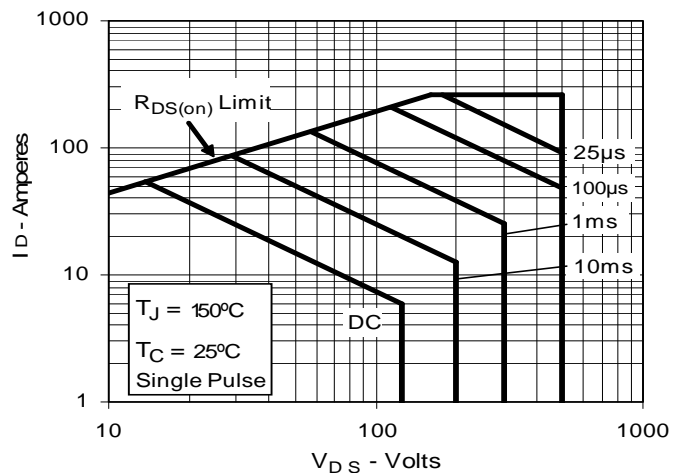 1000
100
10
1
I D - Amperes
RDS(on) Limit
25µs
100µs
1ms
10ms
DC
TJ = 150ºC
TC = 25ºC
Single Pulse
10
100
1000
VDS - Volts